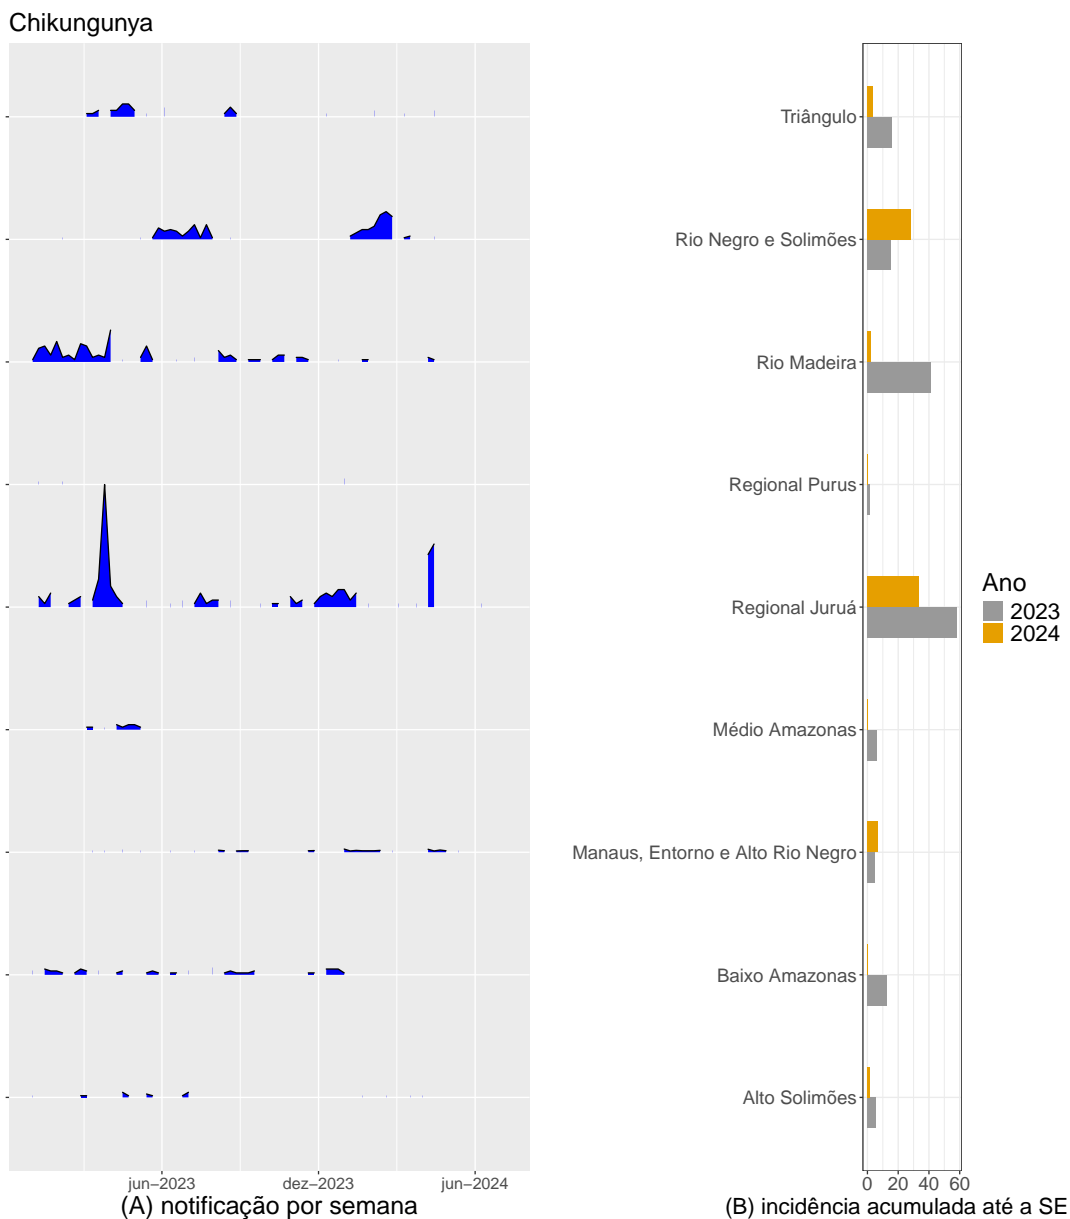 Chikungunya
Triângulo
Rio Negro e Solimões
Rio Madeira
Regional Purus
Regional Juruá
Médio Amazonas
Manaus, Entorno e Alto Rio Negro
Baixo Amazonas
Alto Solimões
Ano
2023
2024
jun−2023 dez−2023 jun−2024
0 20 40 60
(A) notificação por semana
(B) incidência acumulada até a SE